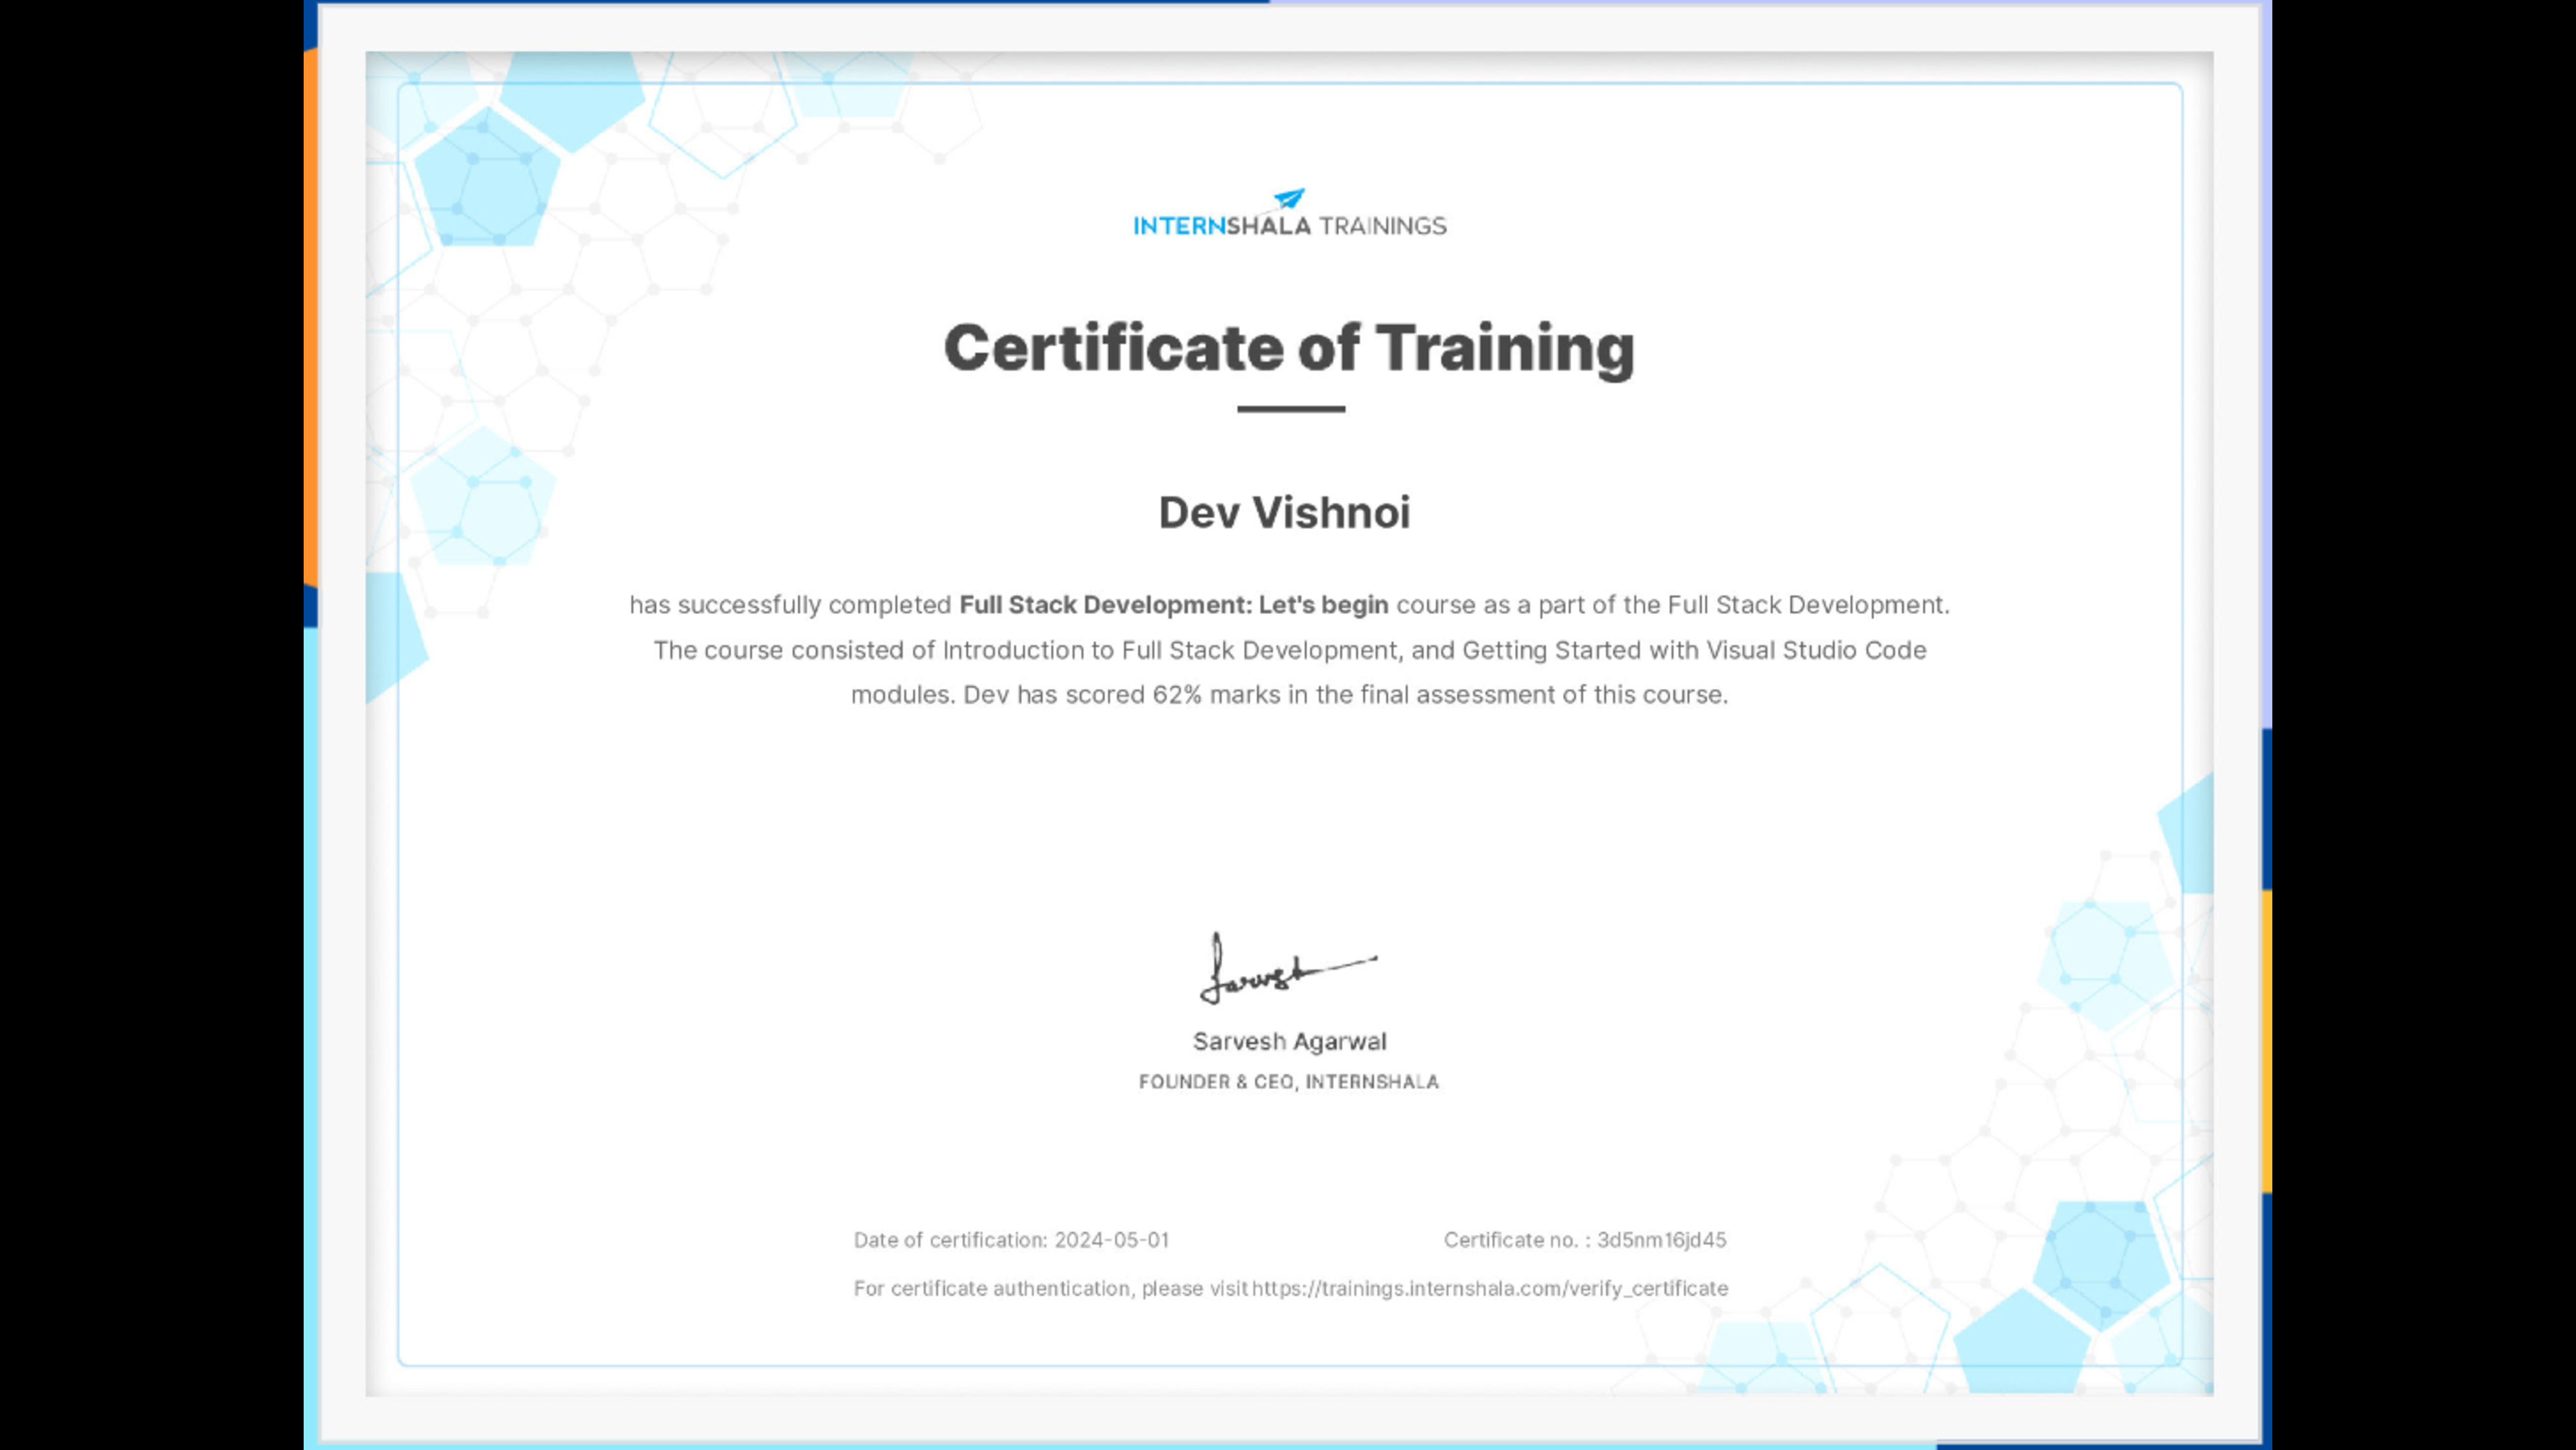 INTERNSHALA TRAININGS
Certificate of Training
Dev Vishnoi
has successfully completed Full Stack Development: Let's begin course as a part of the Full Stack Development.
The course consisted of Introduction to Full Stack Development, and Getting Started with Visual Studio Code
modules. Dev has scored 62% marks in the final assessment of this course.
Sarvesh Agarwal
FOUNDER & CEO, INTERNSHALA
Date of certification: 2024-05-01 Certificate no. : 3d5nm16jd45
For certificate authentication, please visit https://trainings.internshala.com/verify_certificate